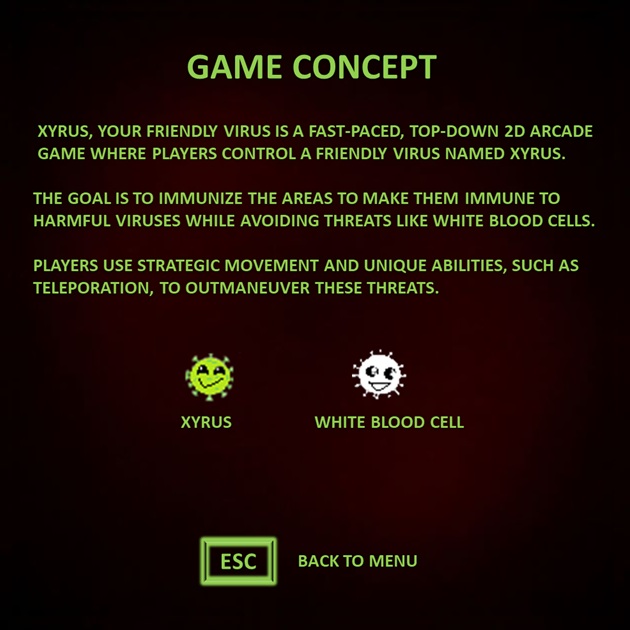 GAME CONCEPT
XYRUS, YOUR FRIENDLY VIRUS IS A FAST-PACED, TOP-DOWN 2D ARCADE
GAME WHERE PLAYERS CONTROL A FRIENDLY VIRUS NAMED XYRUS.
THE GOAL IS TO IMMUNIZE THE AREAS TO MAKE THEM IMMUNE TO
HARMFUL VIRUSES WHILE AVOIDING THREATS LIKE WHITE BLOOD CELLS.
PLAYERS USE STRATEGIC MOVEMENT AND UNIQUE ABILITIES, SUCH AS
TELEPORATION, TO OUTMANEUVER THESE THREATS.
XYRUS
WHITE BLOOD CELL
ESC
BACK TO MENU